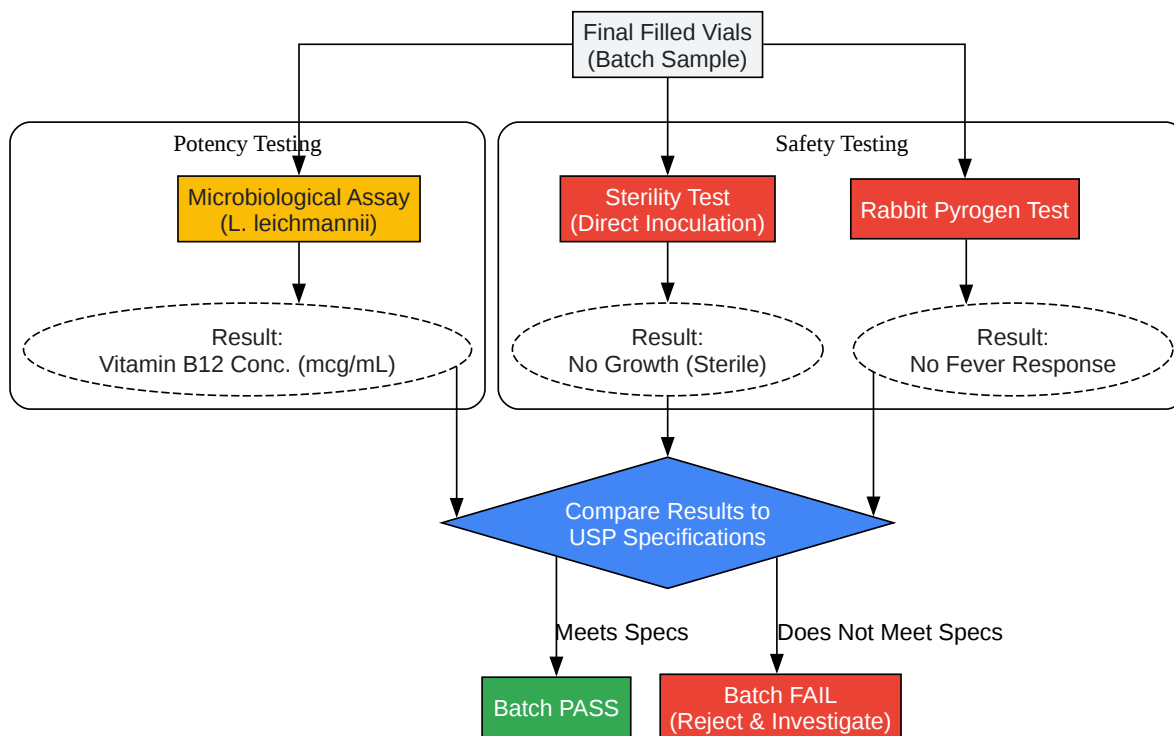 Final Filled Vials
(Batch Sample)
Potency Testing
Safety Testing
Microbiological Assay
(L. leichmannii)
Sterility Test
(Direct Inoculation)
Rabbit Pyrogen Test
Result:
Vitamin B12 Conc. (mcg/mL)
Result:
No Growth (Sterile)
Result:
No Fever Response
Compare Results to
USP Specifications
Meets Specs
Does Not Meet Specs
Batch PASS
Batch FAIL
(Reject & Investigate)